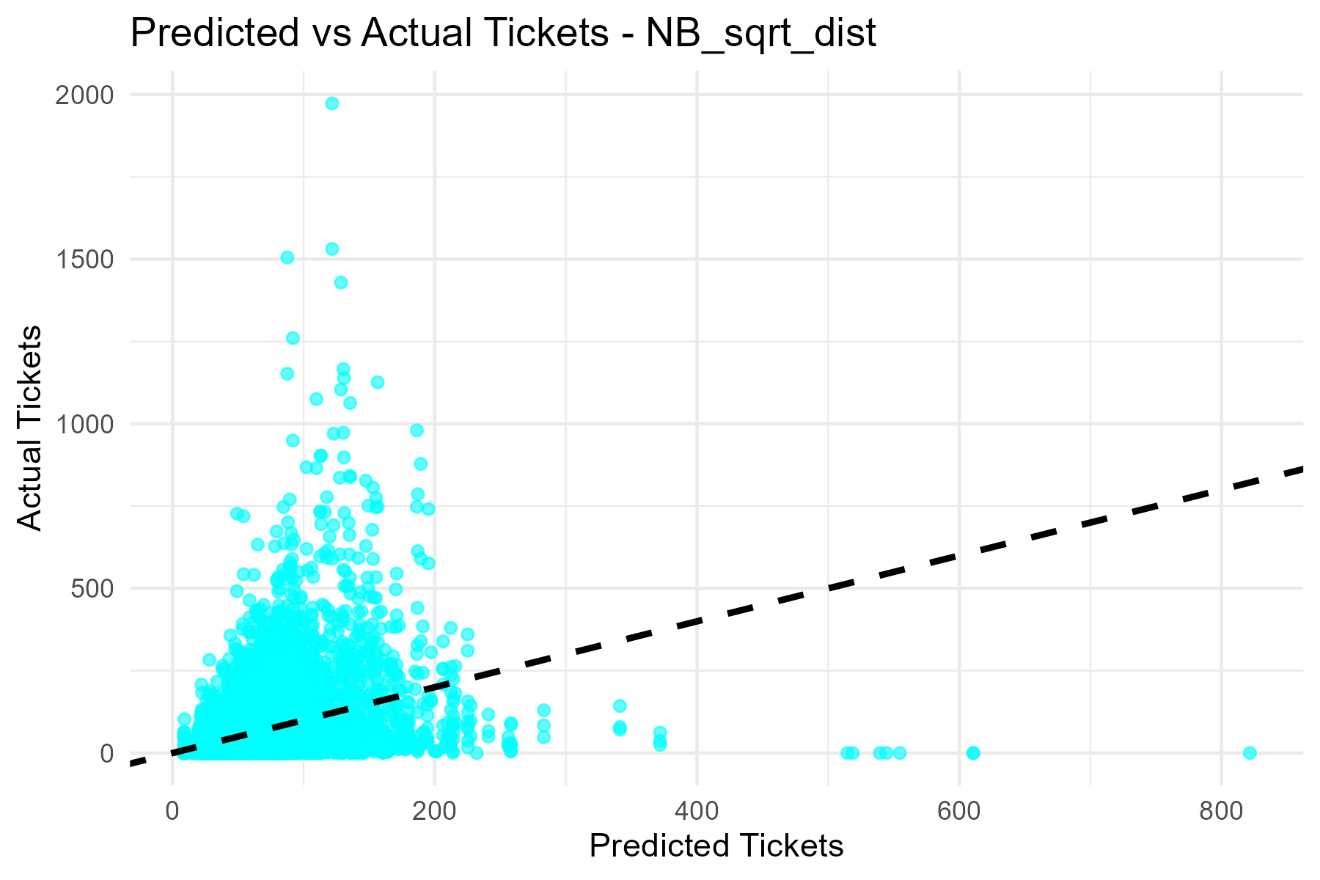 Predicted vs Actual Tickets - NB_sqrt_dist
2000
1500
1000
500
0
Actual Tickets
0 200 400 600 800
Predicted Tickets